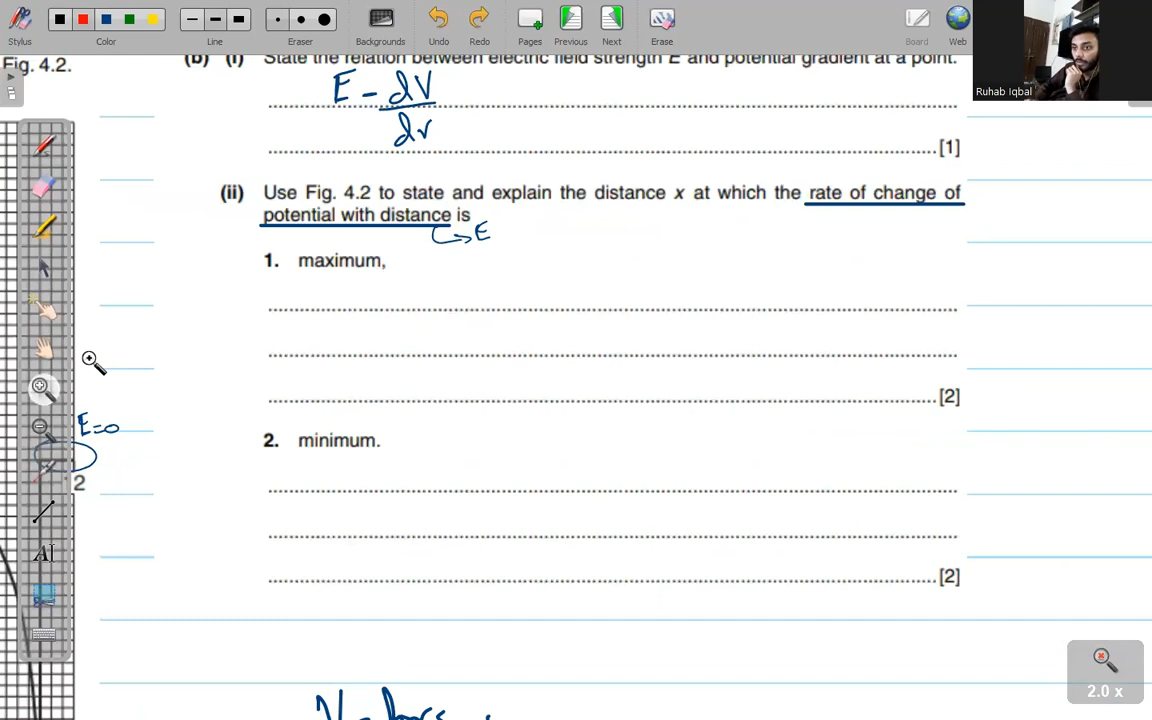 Stylus Color Line Eraser Backgrounds Undo Redo Pages Previous Next Erase Board Web
Ruhab Iqbal
Fig. 4.2.
(b) (i) State the relation between electric field strength E and potential gradient at a point.
E - dV
dr
[1]
(ii) Use Fig. 4.2 to state and explain the distance x at which the rate of change of
potential with distance is
E
1. maximum,
[2]
E=0
2
2. minimum.
[2]
AI
2.0 x